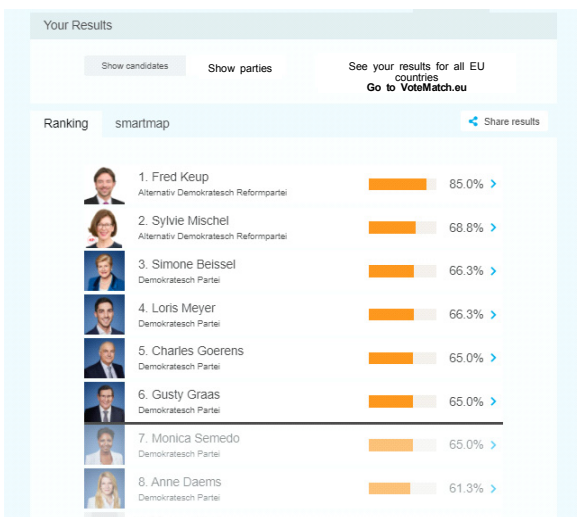 Your Results
Show candidates
Show parties
See your results for all EU
countries
Go to VoteMatch.eu
Ranking
smartmap
Share results
1. Fred Keup
Alternativ Demokratesch Reformpartei
85.0%
2. Sylvie Mischel
Alternativ Demokratesch Reformpartei
68.8%
3. Simone Beissel
Demokratesch Partei
66.3%
4. Loris Meyer
Demokratesch Partei
66.3%
5. Charles Goerens
Demokratesch Partei
65.0%
6. Gusty Graas
Demokratesch Partei
65.0%
7. Monica Semedo
Demokratesch Partei
65.0%
8. Anne Daems
Demokratesch Partei
61.3%